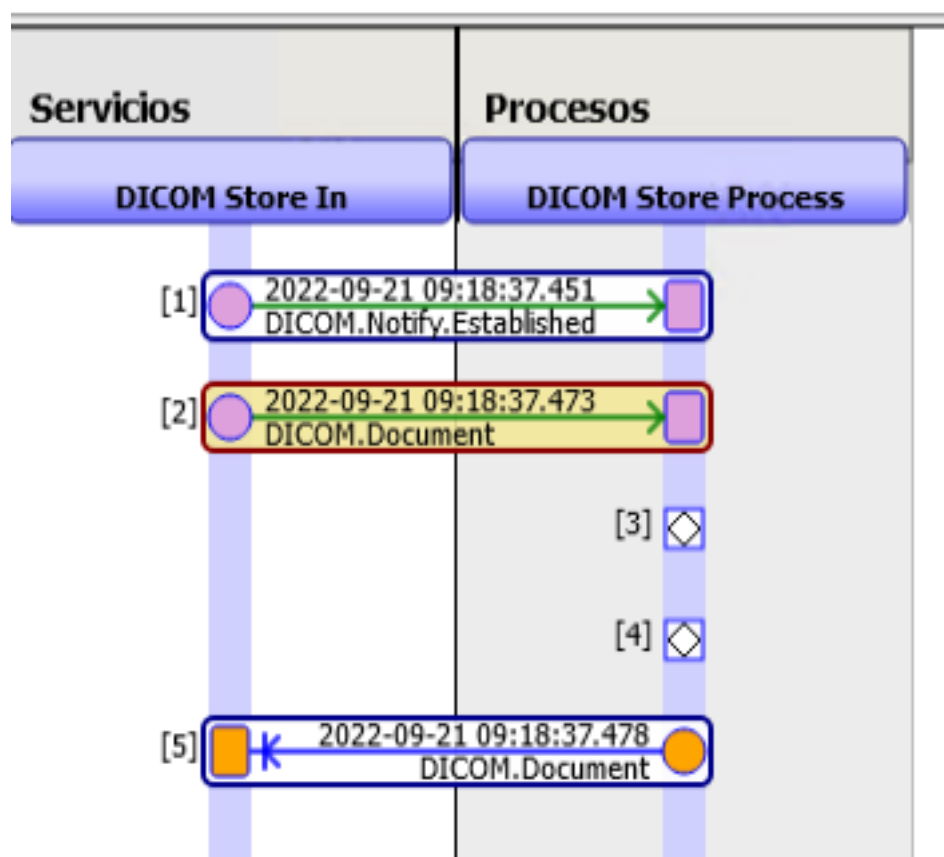 Servicios
Procesos
DICOM Store In
DICOM Store Process
[1]
2022-09-21 09:18:37.451
DICOM.Notify.Established
[2]
2022-09-21 09:18:37.473
DICOM.Document
[3]
[4]
[5]
2022-09-21 09:18:37.478
DICOM.Document